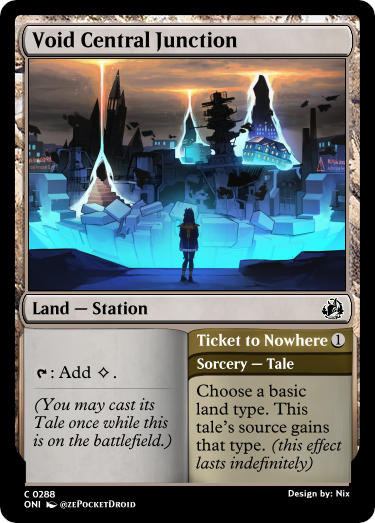 Void Central Junction
Land — Station
: Add .
(You may cast its
Tale once while this
is on the battlefield.)
Ticket to Nowhere 1
Sorcery — Tale
Choose a basic
land type. This
tale's source gains
that type. (this effect
lasts indefinitely)
C 0288
ONI @zePocketDroid
Design by: Nix